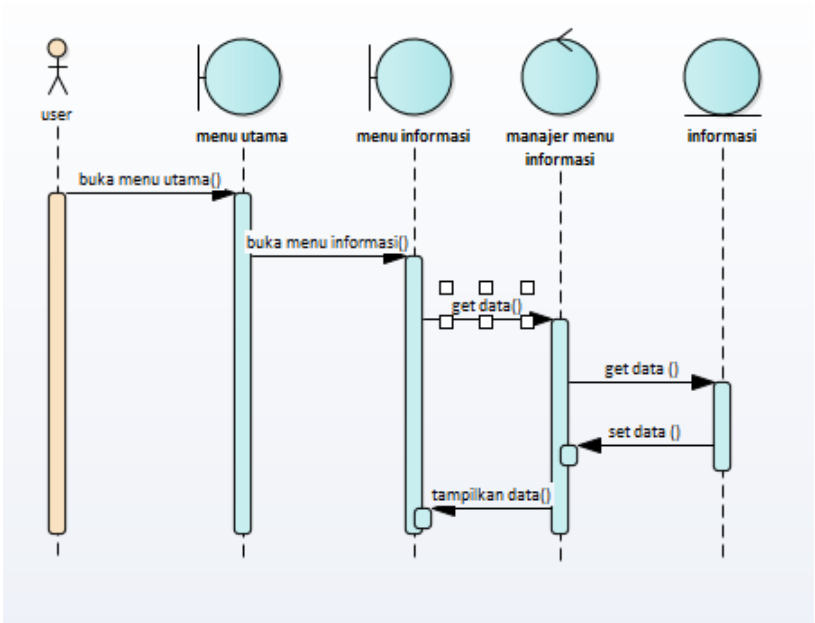 user
menu utama
menu informasi
manajer menu
informasi
informasi
buka menu utama()
buka menu informasi()
get data()
get data ()
set data ()
tampilkan data()